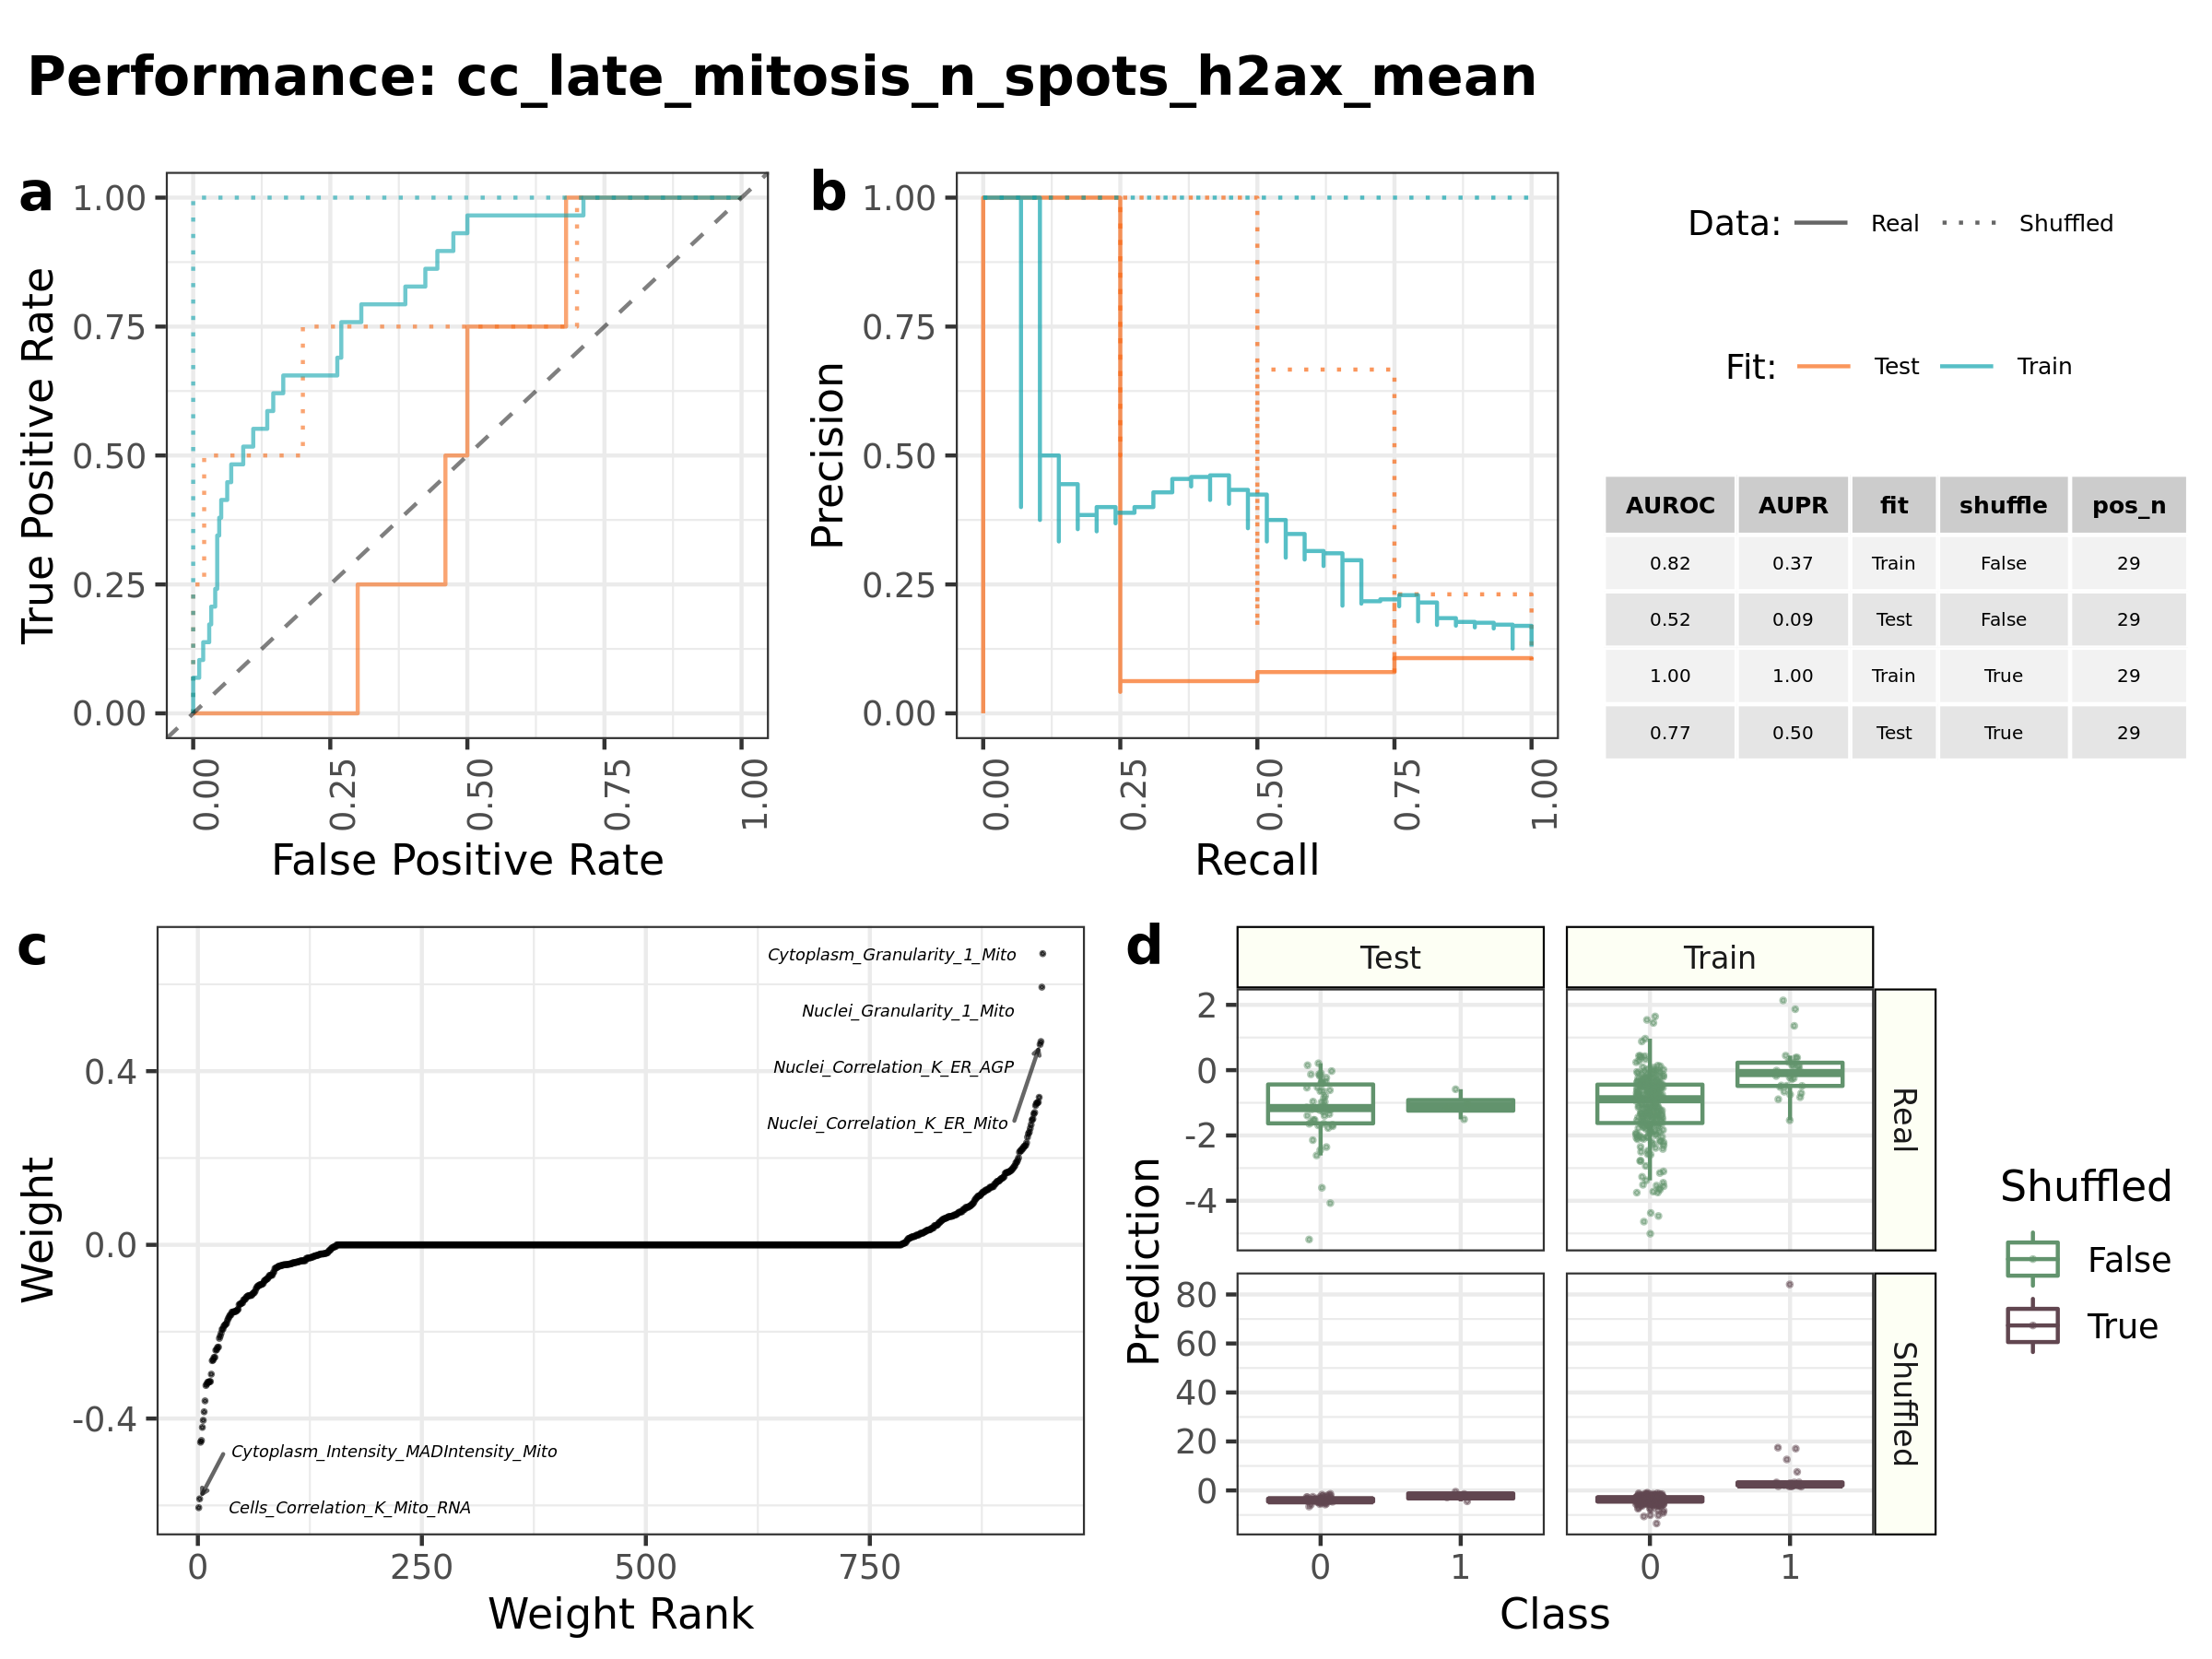 Performance: cc_late_mitosis_n_spots_h2ax_mean
a
1.00
0.75
0.50
0.25
0.00
True Positive Rate
0.00
0.25
0.50
0.75
1.00
False Positive Rate
b
1.00
0.75
0.50
0.25
0.00
Precision
0.00
0.25
0.50
0.75
1.00
Recall
Data: Real Shuffled
Fit: Test Train
AUROC AUPR fit shuffle pos_n
0.82 0.37 Train False 29
0.52 0.09 Test False 29
1.00 1.00 Train True 29
0.77 0.50 Test True 29
c
Cytoplasm_Granularity_1_Mito
Nuclei_Granularity_1_Mito
Nuclei_Correlation_K_ER_AGP
Nuclei_Correlation_K_ER_Mito
Cytoplasm_Intensity_MADIntensity_Mito
Cells_Correlation_K_Mito_RNA
0.4
0.0
-0.4
Weight
0 250 500 750
Weight Rank
d
Test Train
2
0
-2
-4
Real
80
60
40
20
0
Shuffled
Prediction
0 1 0 1
Class
Shuffled
False
True